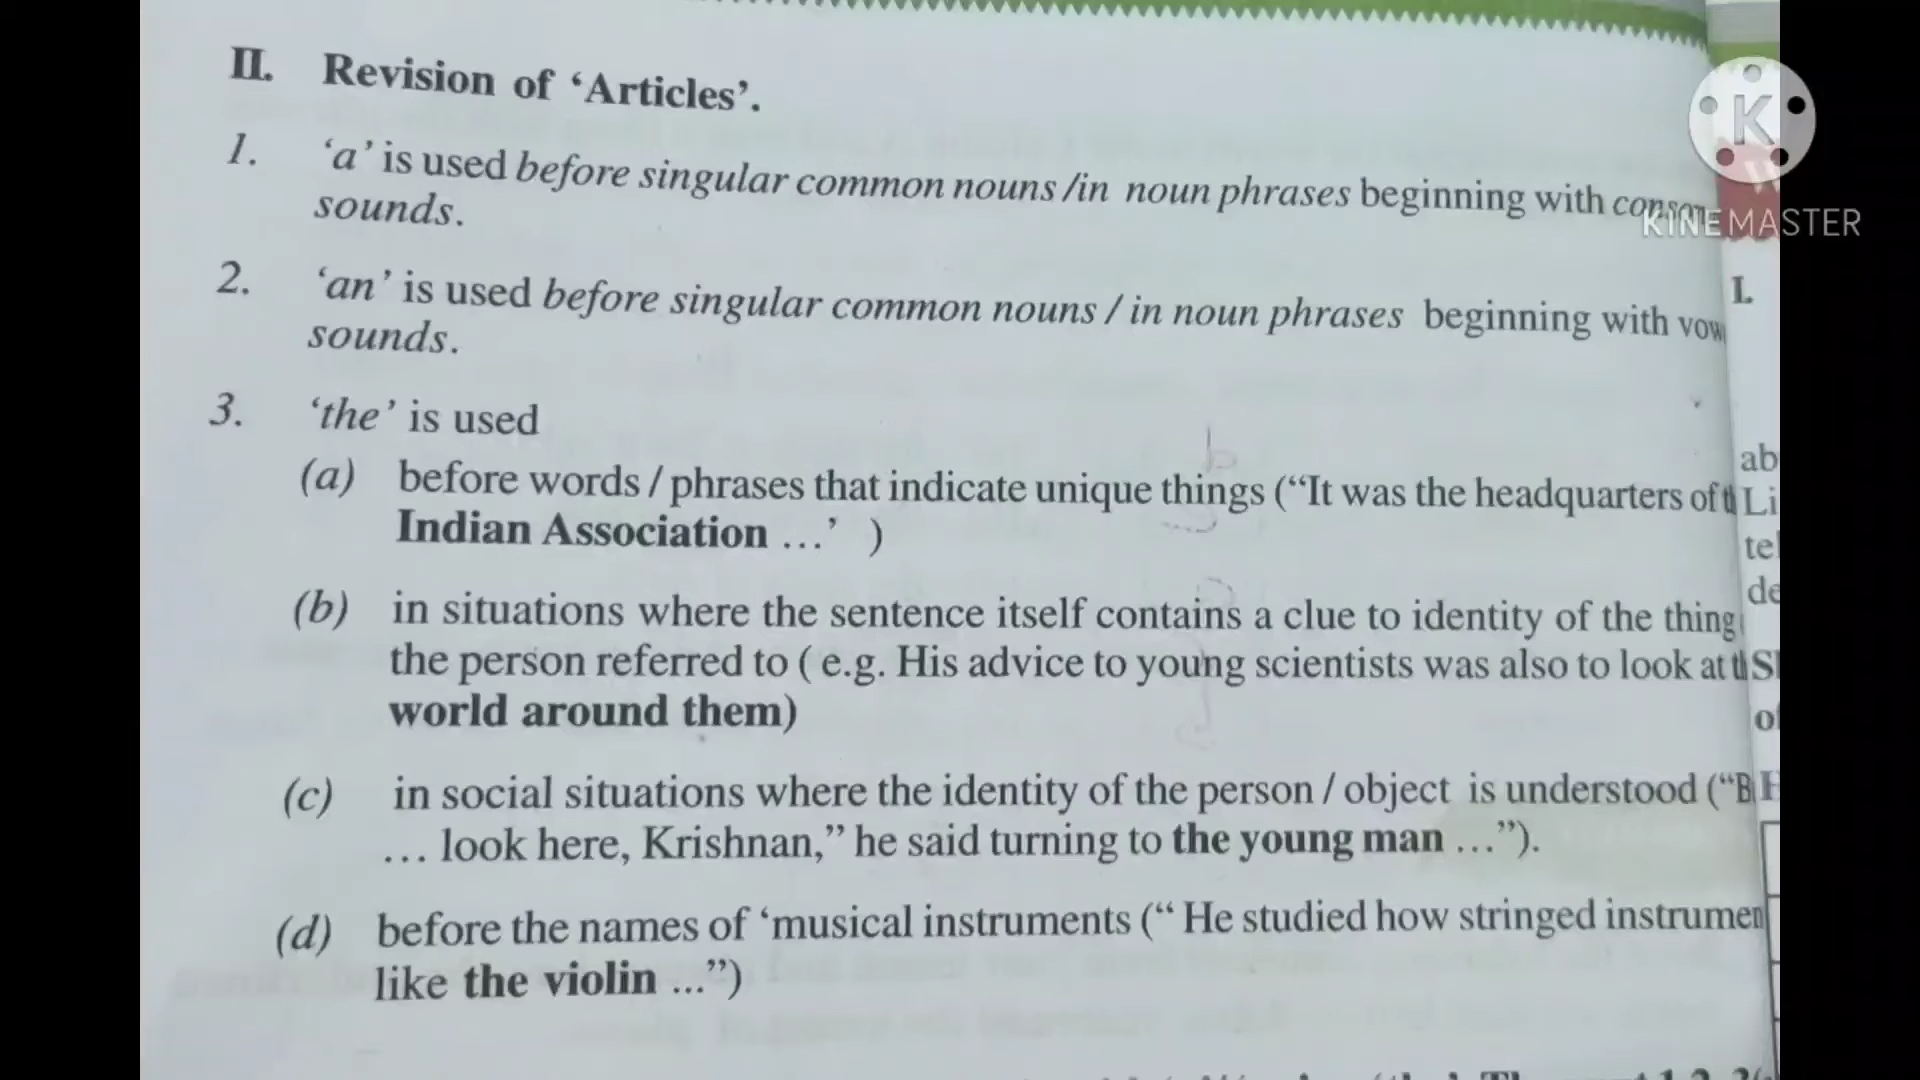 II. Revision of ‘Articles’.
1. ‘a’ is used before singular common nouns /in noun phrases beginning with
sounds.
2. ‘an’ is used before singular common nouns / in noun phrases beginning with
sounds.
3. ‘the’ is used
(a) before words / phrases that indicate unique things (“It was the headquarters of
Indian Association ...’ )
(b) in situations where the sentence itself contains a clue to identity of the thing
the person referred to ( e.g. His advice to young scientists was also to look at
world around them)
(c) in social situations where the identity of the person / object is understood (“B
... look here, Krishnan,” he said turning to the young man ...”).
(d) before the names of ‘musical instruments (“ He studied how stringed
like the violin ...”)
K
KINEMASTER
I.
ab
Li
de